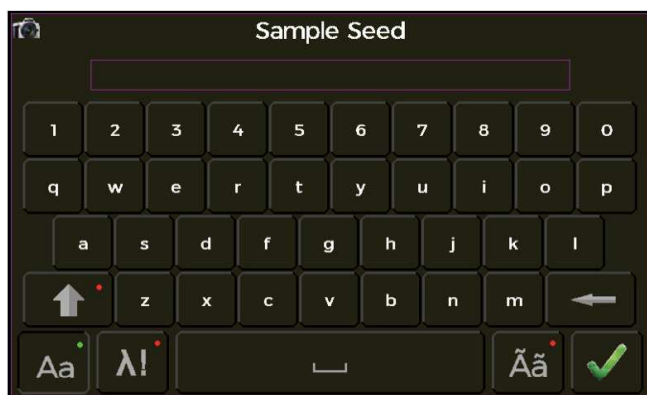 Sample Seed
1 2 3 4 5 6 7 8 9 0
q w e r t y u i o p
a s d f g h j k l
z x c v b n m
Aa λ! Ãã